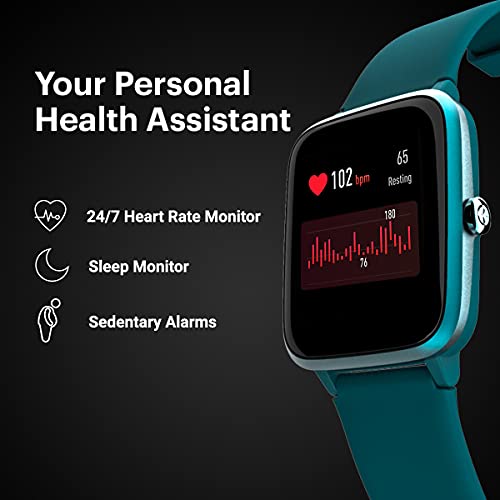 Your Personal
Health Assistant
24/7 Heart Rate Monitor
Sleep Monitor
Sedentary Alarms
102 bpm
65
Resting
180
76